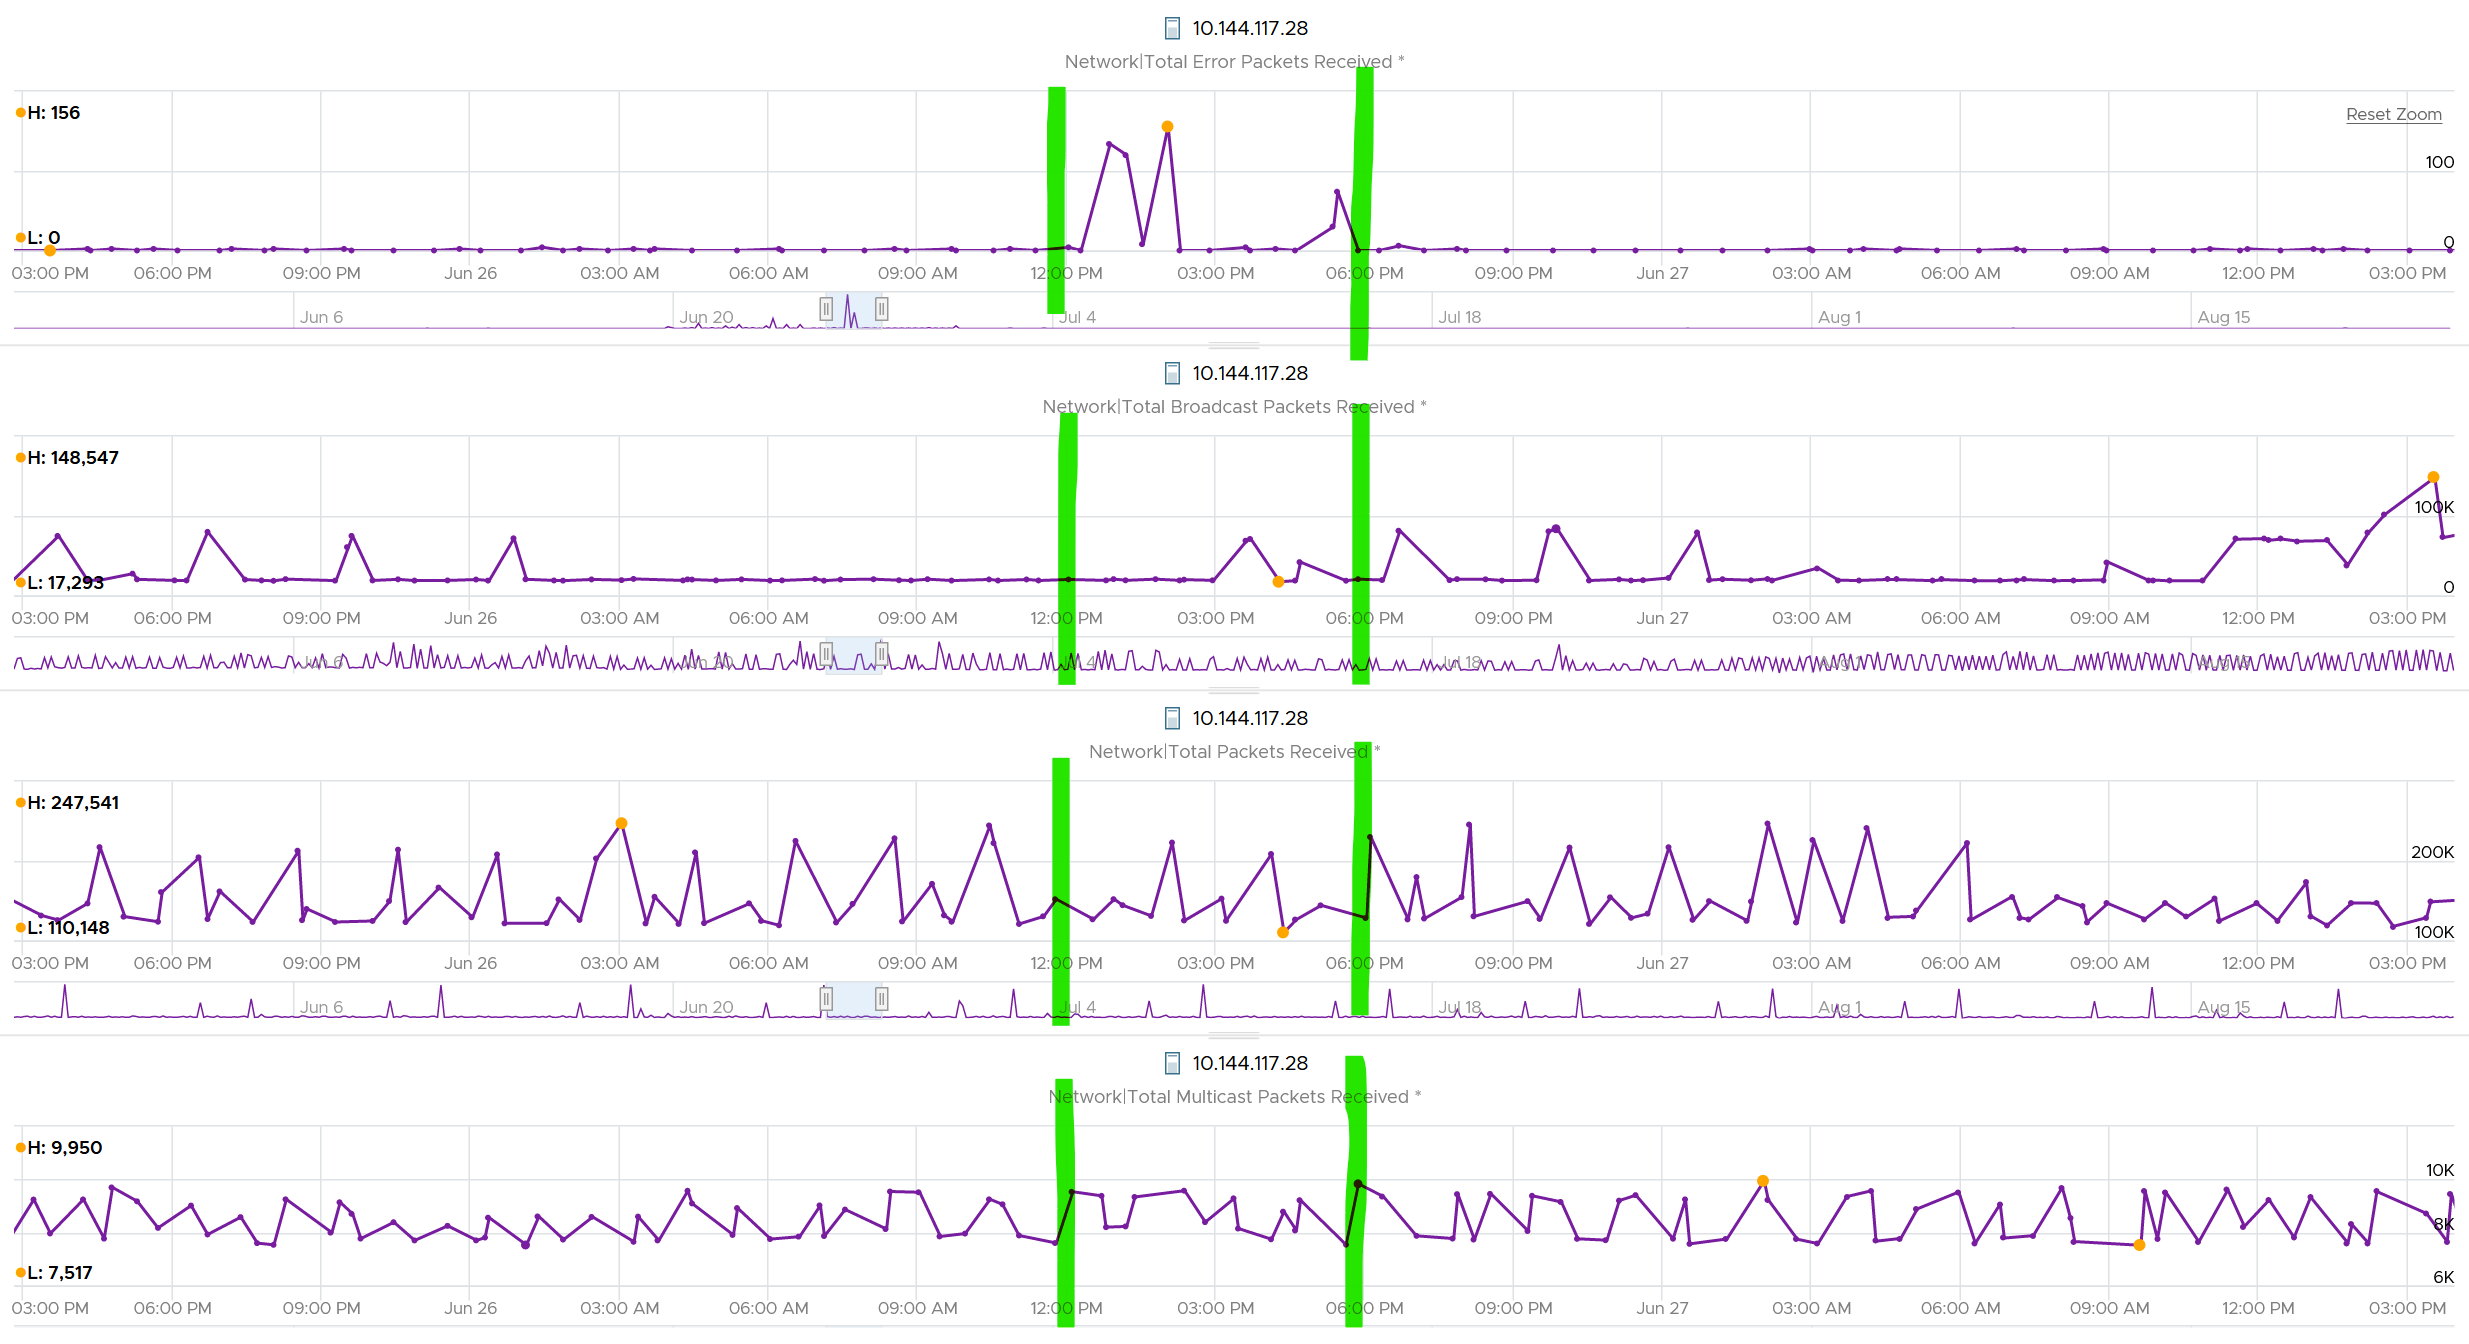 10.144.117.28
Network|Total Error Packets Received *
H: 156
Reset Zoom
100
L: 0
0
03:00 PM 06:00 PM 09:00 PM Jun 26 03:00 AM 06:00 AM 09:00 AM 12:00 PM 03:00 PM 06:00 PM 09:00 PM Jun 27 03:00 AM 06:00 AM 09:00 AM 12:00 PM 03:00 PM
Jun 6 Jun 20 Jul 4 Jul 18 Aug 1 Aug 15
10.144.117.28
Network|Total Broadcast Packets Received *
H: 148,547
100K
L: 17,293
0
03:00 PM 06:00 PM 09:00 PM Jun 26 03:00 AM 06:00 AM 09:00 AM 12:00 PM 03:00 PM 06:00 PM 09:00 PM Jun 27 03:00 AM 06:00 AM 09:00 AM 12:00 PM 03:00 PM
Jun 6 Jun 20 Jul 4 Jul 18 Aug 1 Aug 15
10.144.117.28
Network|Total Packets Received *
H: 247,541
200K
L: 110,148
100K
03:00 PM 06:00 PM 09:00 PM Jun 26 03:00 AM 06:00 AM 09:00 AM 12:00 PM 03:00 PM 06:00 PM 09:00 PM Jun 27 03:00 AM 06:00 AM 09:00 AM 12:00 PM 03:00 PM
Jun 6 Jun 20 Jul 4 Jul 18 Aug 1 Aug 15
10.144.117.28
Network|Total Multicast Packets Received *
H: 9,950
10K
8K
L: 7,517
6K
03:00 PM 06:00 PM 09:00 PM Jun 26 03:00 AM 06:00 AM 09:00 AM 12:00 PM 03:00 PM 06:00 PM 09:00 PM Jun 27 03:00 AM 06:00 AM 09:00 AM 12:00 PM 03:00 PM